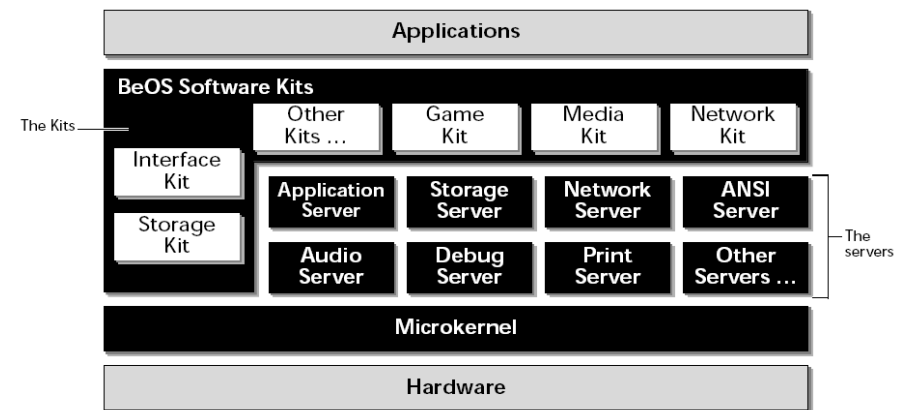 Applications
BeOS Software Kits
The Kits
Other
Kits ...
Game
Kit
Media
Kit
Network
Kit
Interface
Kit
Storage
Kit
Application
Server
Storage
Server
Network
Server
ANSI
Server
Audio
Server
Debug
Server
Print
Server
Other
Servers ...
The
servers
Microkernel
Hardware